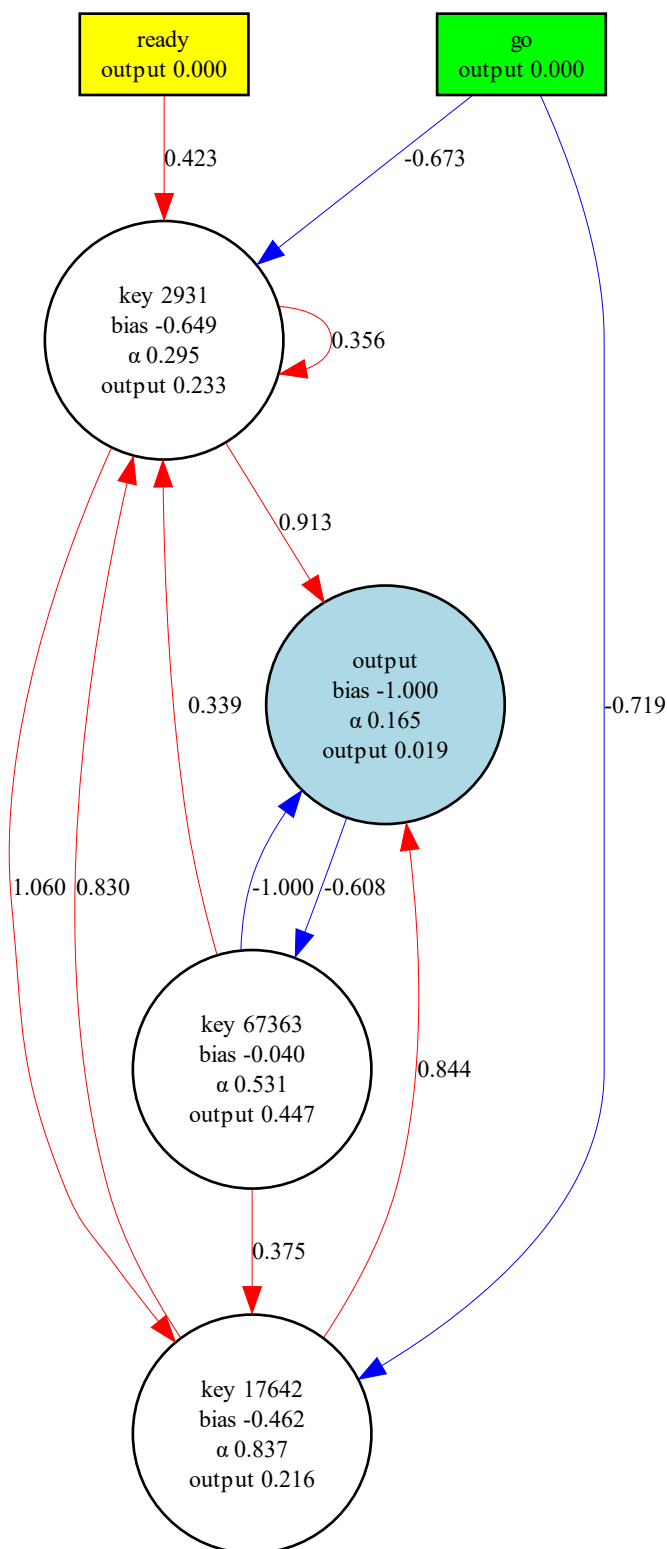 ready
output 0.000
go
output 0.000
0.423
-0.673
key 2931
bias -0.649
α 0.295
output 0.233
0.356
0.913
output
bias -1.000
α 0.165
output 0.019
0.339
-0.719
1.060
0.830
-1.000
-0.608
key 67363
bias -0.040
α 0.531
output 0.447
0.844
0.375
key 17642
bias -0.462
α 0.837
output 0.216